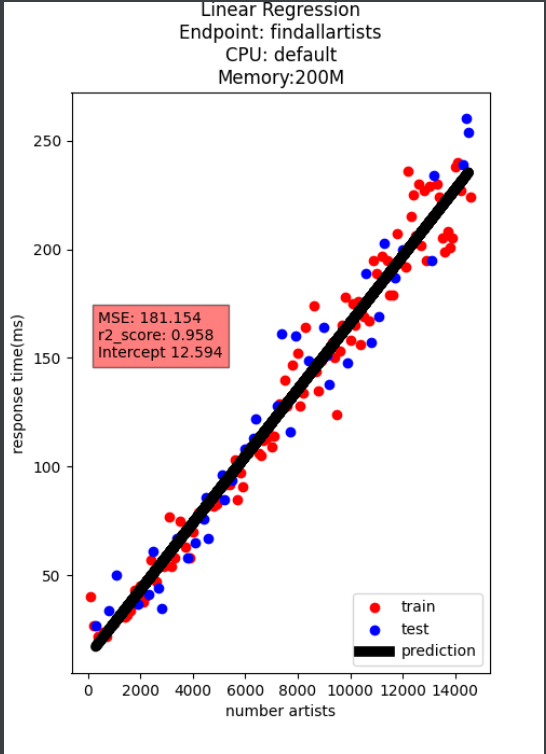 Linear Regression
Endpoint: findallartists
CPU: default
Memory:200M
250
200
150
100
50
response time(ms)
MSE: 181.154
r2_score: 0.958
Intercept 12.594
train
test
prediction
0 2000 4000 6000 8000 10000 12000 14000
number artists